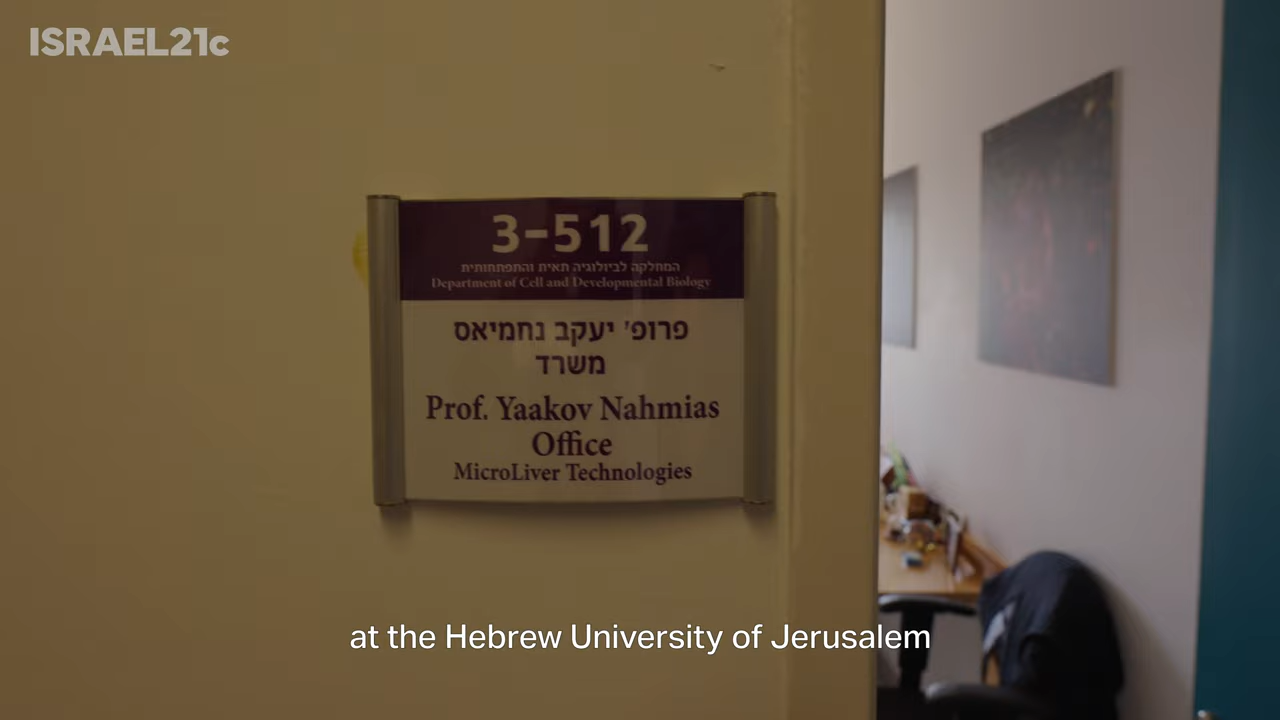 ISRAEL21c
3-512
המחלקה לביולוגיה תאית והתפתחותית
Department of Cell and Developmental Biology
פרופ' יעקב נחמיאס
משרד
Prof. Yaakov Nahmias
Office
MicroLiver Technologies
at the Hebrew University of Jerusalem